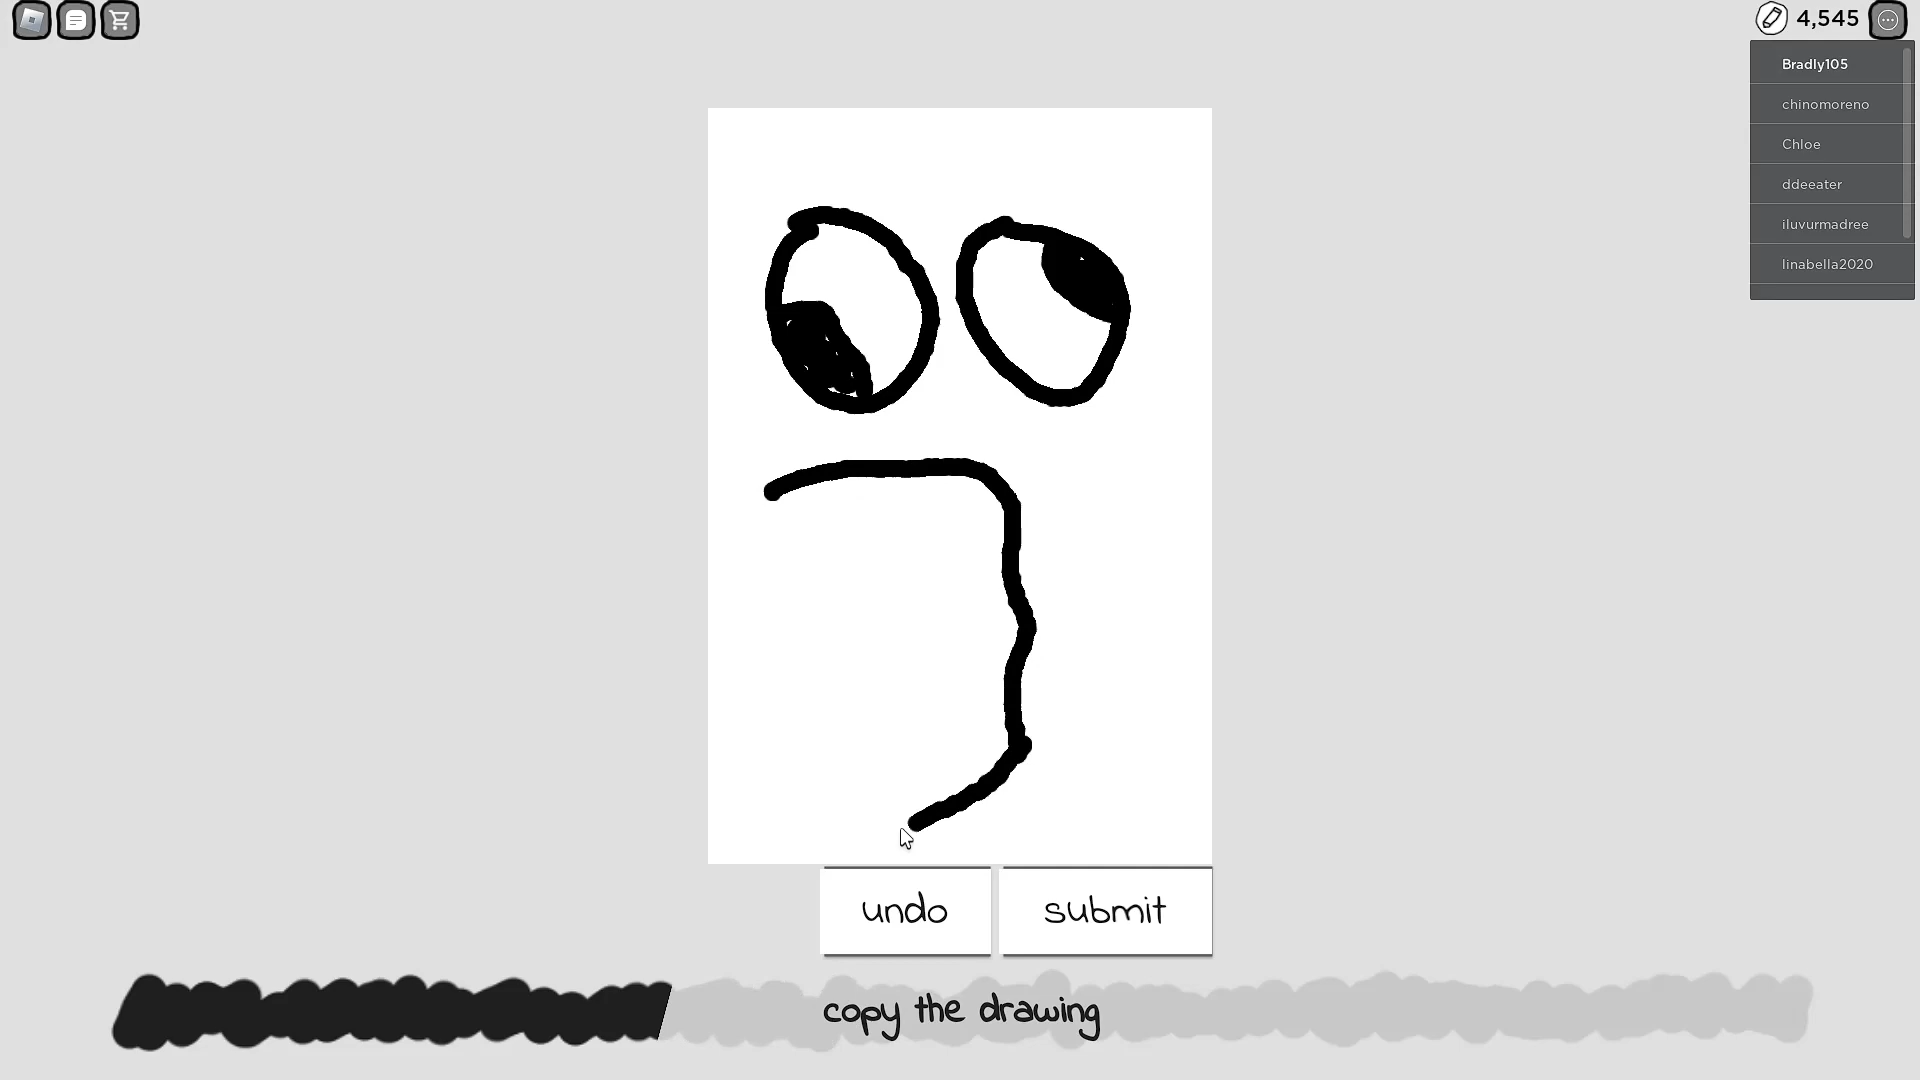 4,545
Bradly105
chinomoreno
Chloe
ddeeater
iluvurmadree
linabella2020
undo
submit
copy the drawing